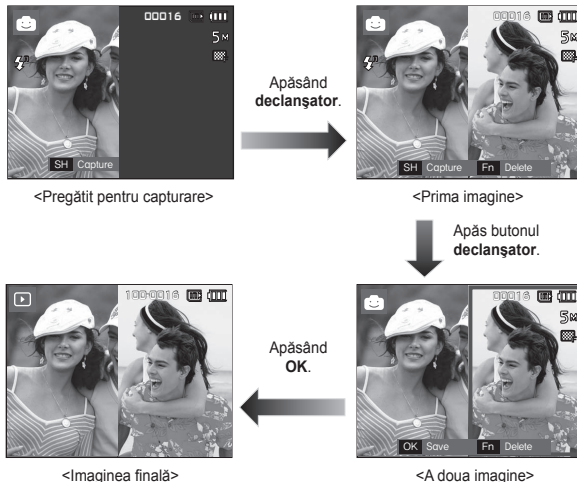 00016
5M
SH Capture
<Pregătit pentru capturare>
Apăsând
declanşator.
00016
5M
SH Capture Fn Delete
<Prima imagine>
Apăs butonul
declanşator.
00016
5M
OK Save Fn Delete
<A doua imagine>
Apăsând
OK.
100-0016
<Imaginea finală>